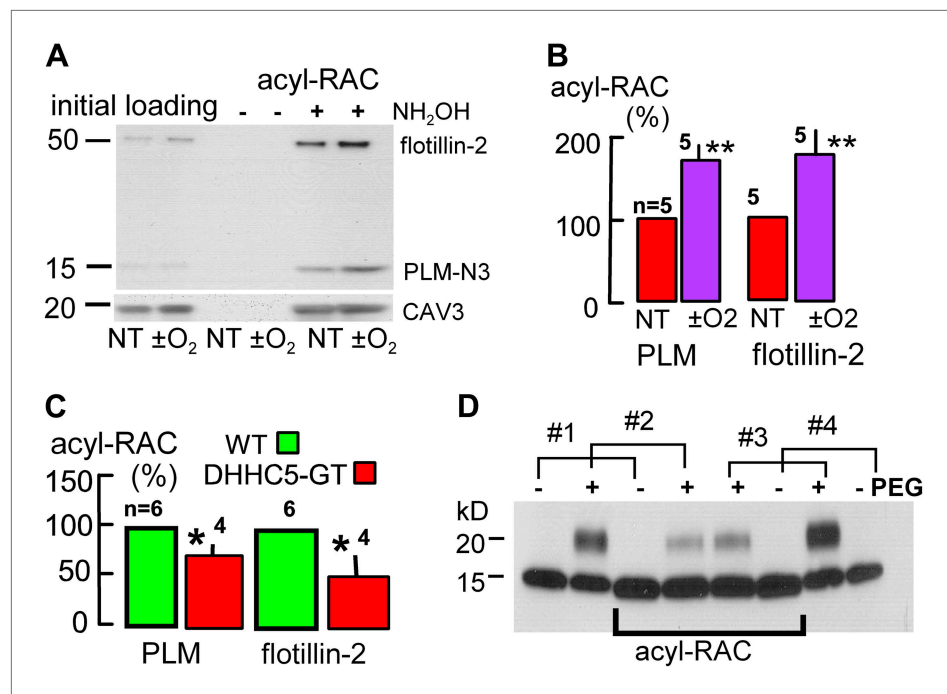 A
acyl-RAC
initial loading - - + + NH₂OH
50 flotillin-2
15 PLM-N3
20 CAV3
NT ±O₂ NT ±O₂ NT ±O₂
B
acyl-RAC
(%)
200
100
0
n=5 5 ** 5 5 **
NT ±O2 NT ±O2
PLM flotillin-2
C
acyl-RAC
(%)
WT
DHHC5-GT
150
100
50
0
n=6 * 4 6 * 4
PLM flotillin-2
D
#1 #2 #3 #4
- + - + + - + - PEG
kD
20
15
acyl-RAC